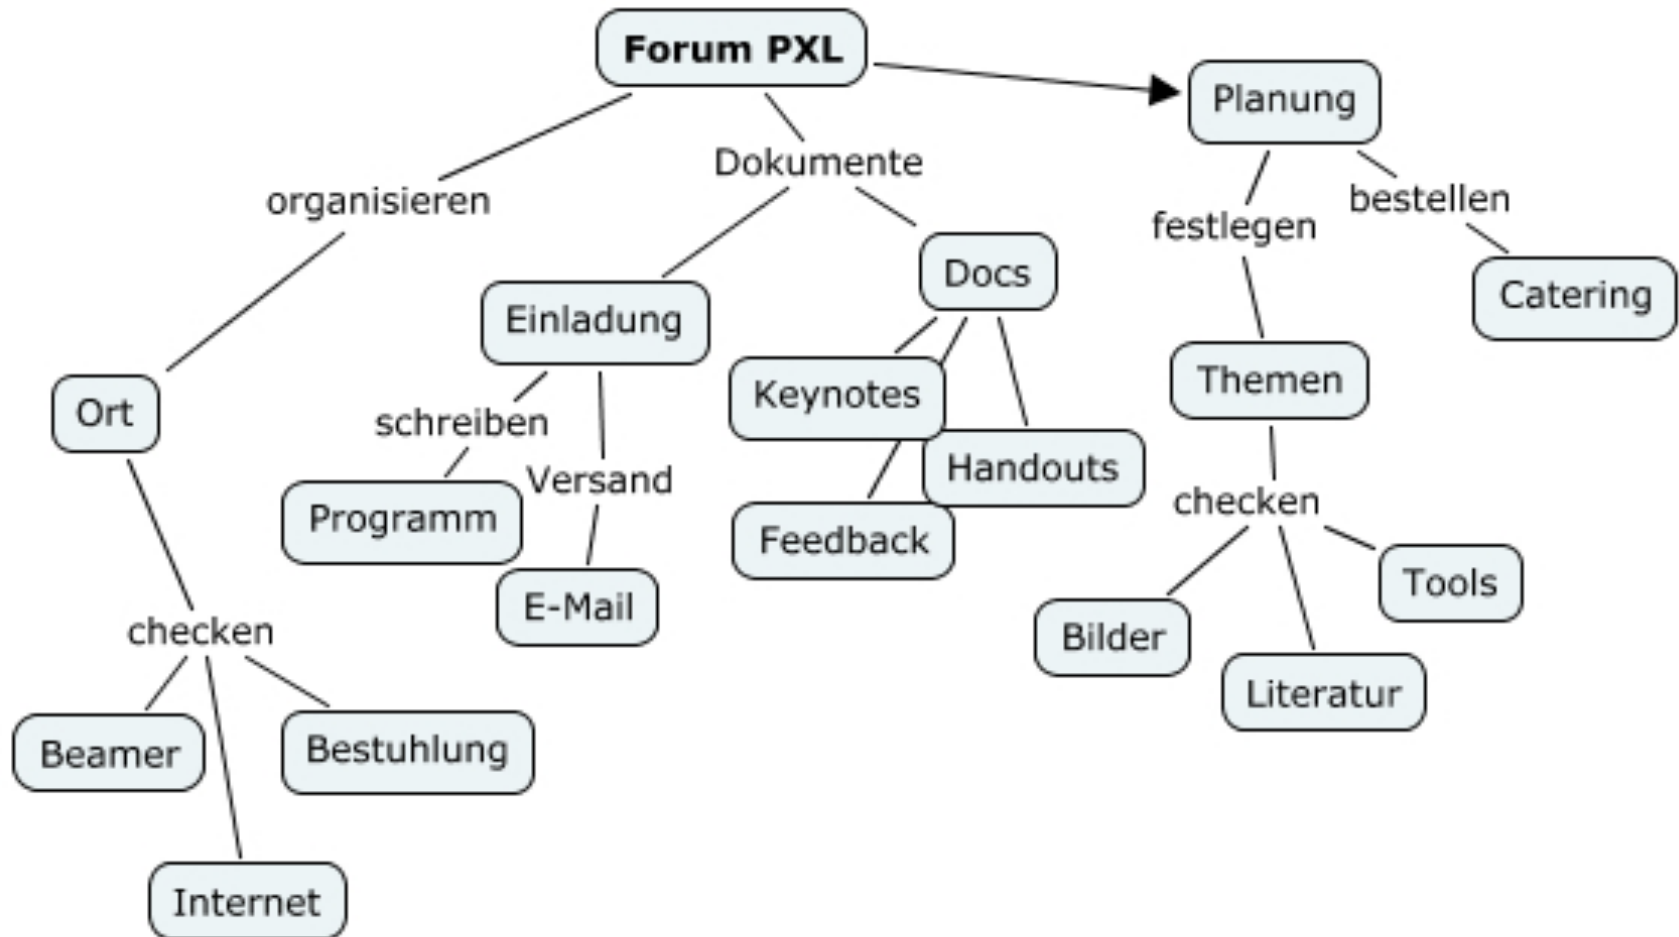 Forum PXL
Planung
Dokumente
organisieren
bestellen
festlegen
Docs
Catering
Einladung
Themen
Keynotes
Ort
schreiben
Handouts
Versand
checken
Programm
Feedback
Tools
E-Mail
checken
Bilder
Literatur
Beamer
Bestuhlung
Internet